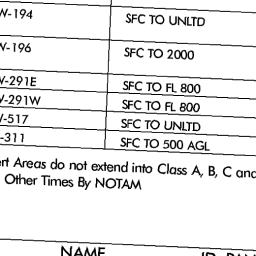 W-194 SFC TO UNLTD
W-196 SFC TO 2000
W-291E SFC TO FL 800
W-291W SFC TO FL 800
W-517 SFC TO UNLTD
-311 SFC TO 500 AGL
ert Areas do not extend into Class A, B, C and
Other Times By NOTAM
NAME